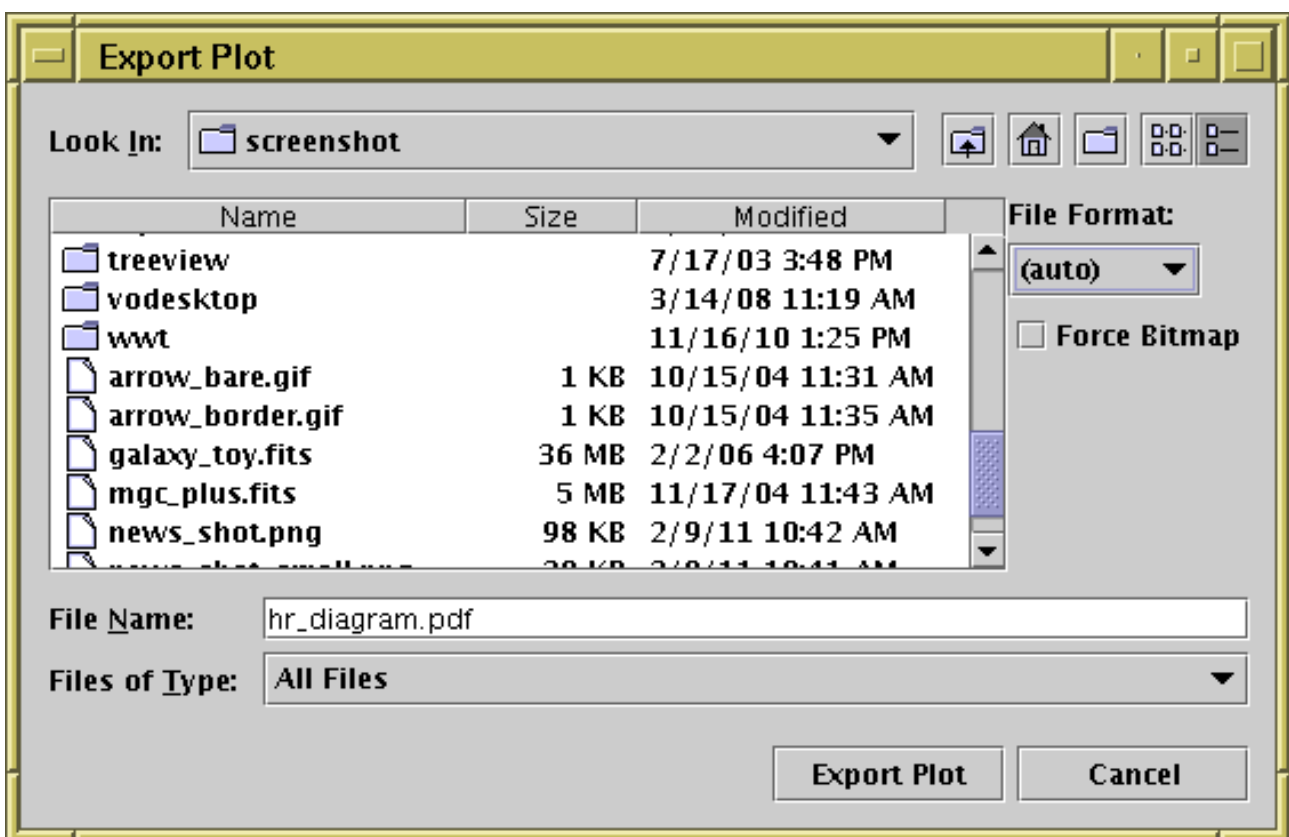 Export Plot
Look In: screenshot
Name Size Modified File Format:
treeview 7/17/03 3:48 PM
(auto)
vodesktop 3/14/08 11:19 AM
wwt 11/16/10 1:25 PM Force Bitmap
arrow_bare.gif 1 KB 10/15/04 11:31 AM
arrow_border.gif 1 KB 10/15/04 11:35 AM
galaxy_toy.fits 36 MB 2/2/06 4:07 PM
mgc_plus.fits 5 MB 11/17/04 11:43 AM
news_shot.png 98 KB 2/9/11 10:42 AM
File Name: hr_diagram.pdf
Files of Type: All Files
Export Plot Cancel